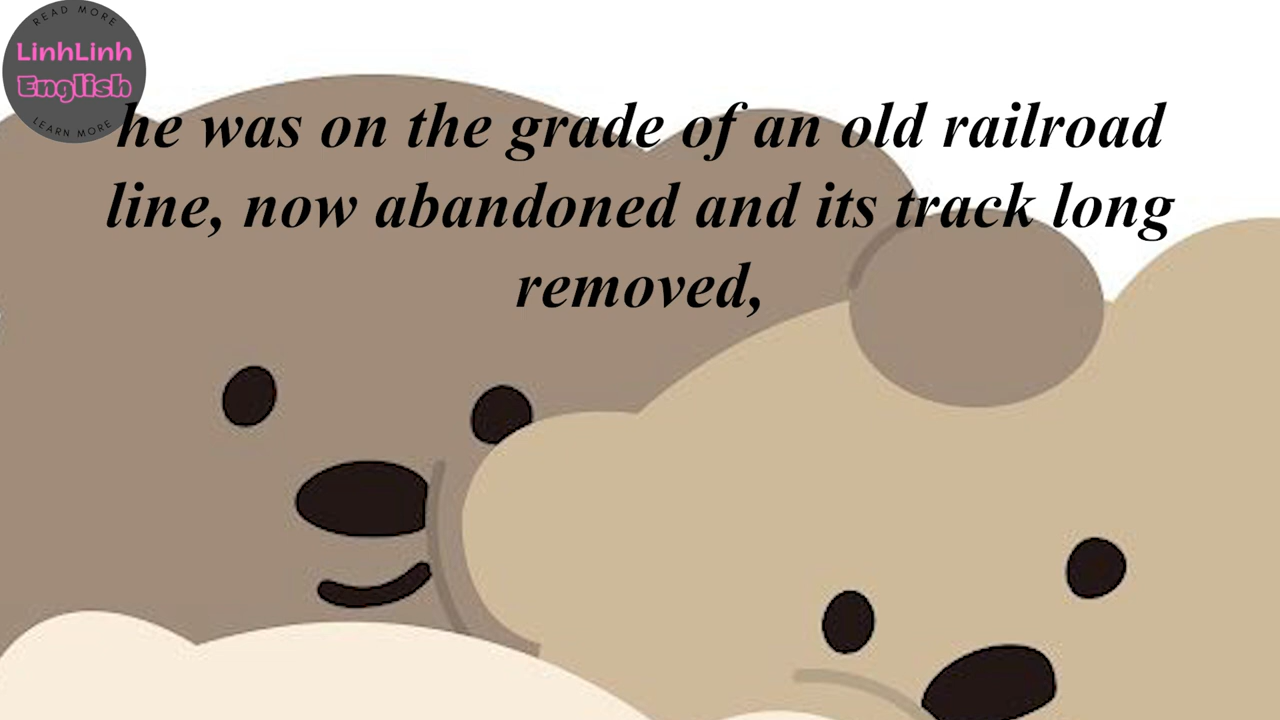 READ MORE
LinhLinh
English
LEARN MORE
he was on the grade of an old railroad
line, now abandoned and its track long
removed,